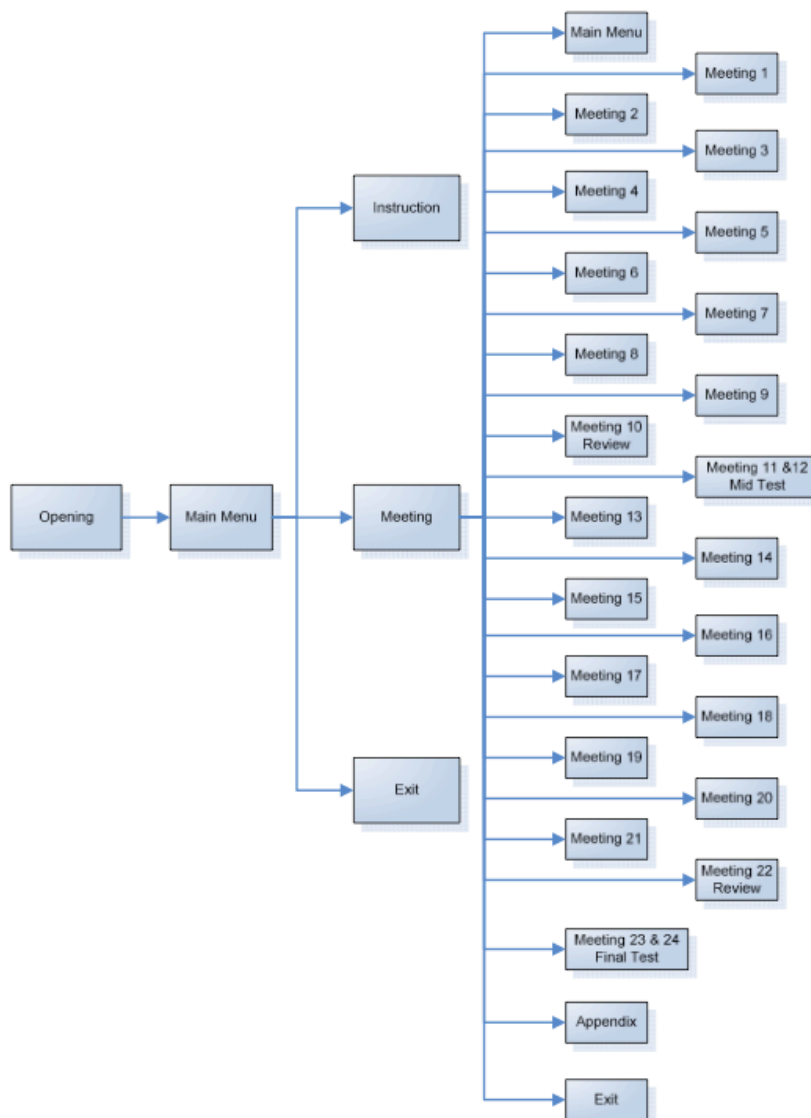 Main Menu
Meeting 1
Meeting 2
Meeting 3
Meeting 4
Instruction
Meeting 5
Meeting 6
Meeting 7
Meeting 8
Meeting 9
Meeting 10
Review
Meeting 11 &12
Mid Test
Opening
Main Menu
Meeting
Meeting 13
Meeting 14
Meeting 15
Meeting 16
Meeting 17
Meeting 18
Meeting 19
Exit
Meeting 20
Meeting 21
Meeting 22
Review
Meeting 23 & 24
Final Test
Appendix
Exit